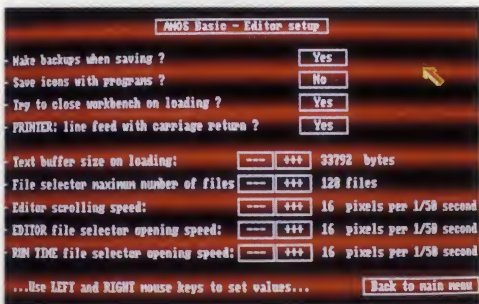 AMOS Basic - Editor setup
- Make backups when saving ? Yes
- Save icons with programs ? No
- Try to close workbench on loading ? Yes
- PRINTER: line feed with carriage return ? Yes
- Text buffer size on loading: --- +++ 33792 bytes
- File selector maximum number of files --- +++ 128 files
- Editor scrolling speed: --- +++ 16 pixels per 1/50 second
- EDITOR file selector opening speed: --- +++ 16 pixels per 1/50 second
- RUN TIME file selector opening speed: --- +++ 16 pixels per 1/50 second
...Use LEFT and RIGHT mouse keys to set values... Back to main menu